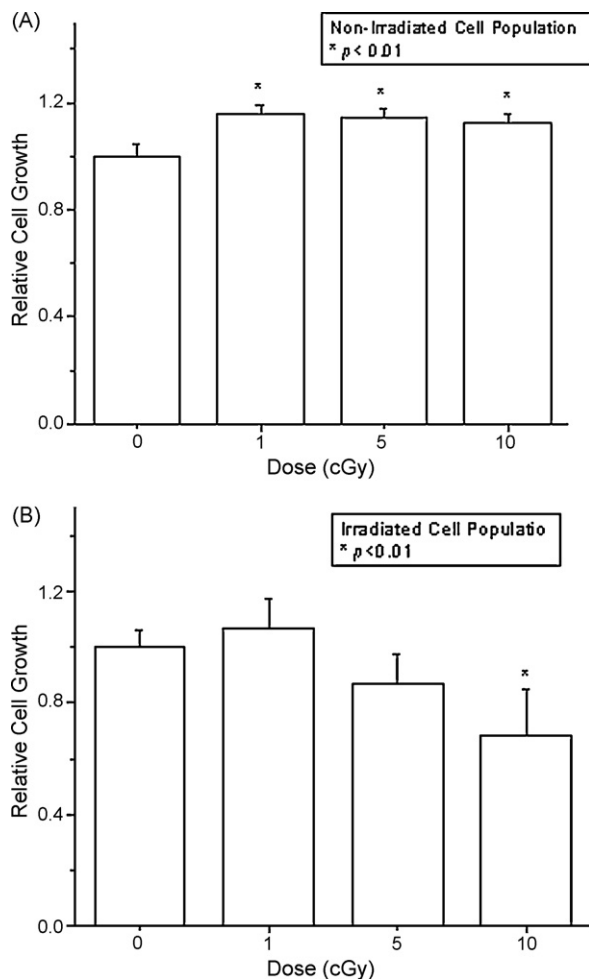 (A)
Non-Irradiated Cell Population
* p < 0.01
* * *
1.2
0.8
0.4
0.0
Relative Cell Growth
0 1 5 10
Dose (cGy)
(B)
Irradiated Cell Populatio
* p<0.01
*
1.2
0.8
0.4
0.0
Relative Cell Growth
0 1 5 10
Dose (cGy)